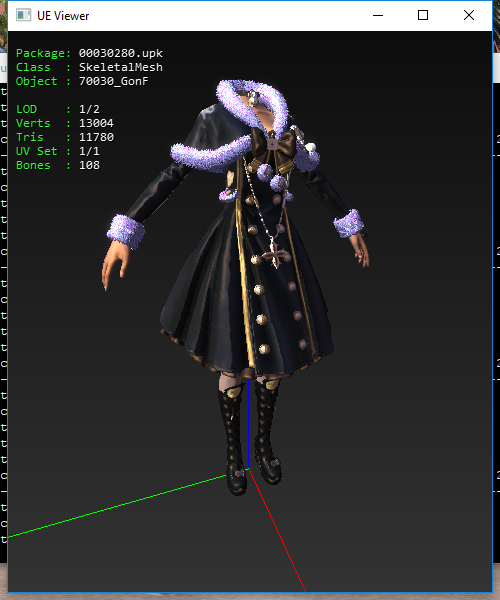 UE Viewer
Package: 00030280.upk
Class : SkeletalMesh
Object : 70030_GonF
LOD : 1/2
Verts : 13004
Tris : 11780
UV Set : 1/1
Bones : 108